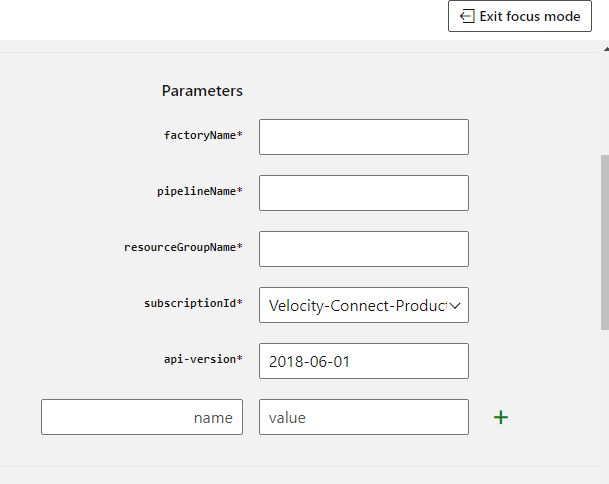 Exit focus mode
Parameters
factoryName*
pipelineName*
resourceGroupName*
subscriptionId* Velocity-Connect-Product
api-version* 2018-06-01
name value